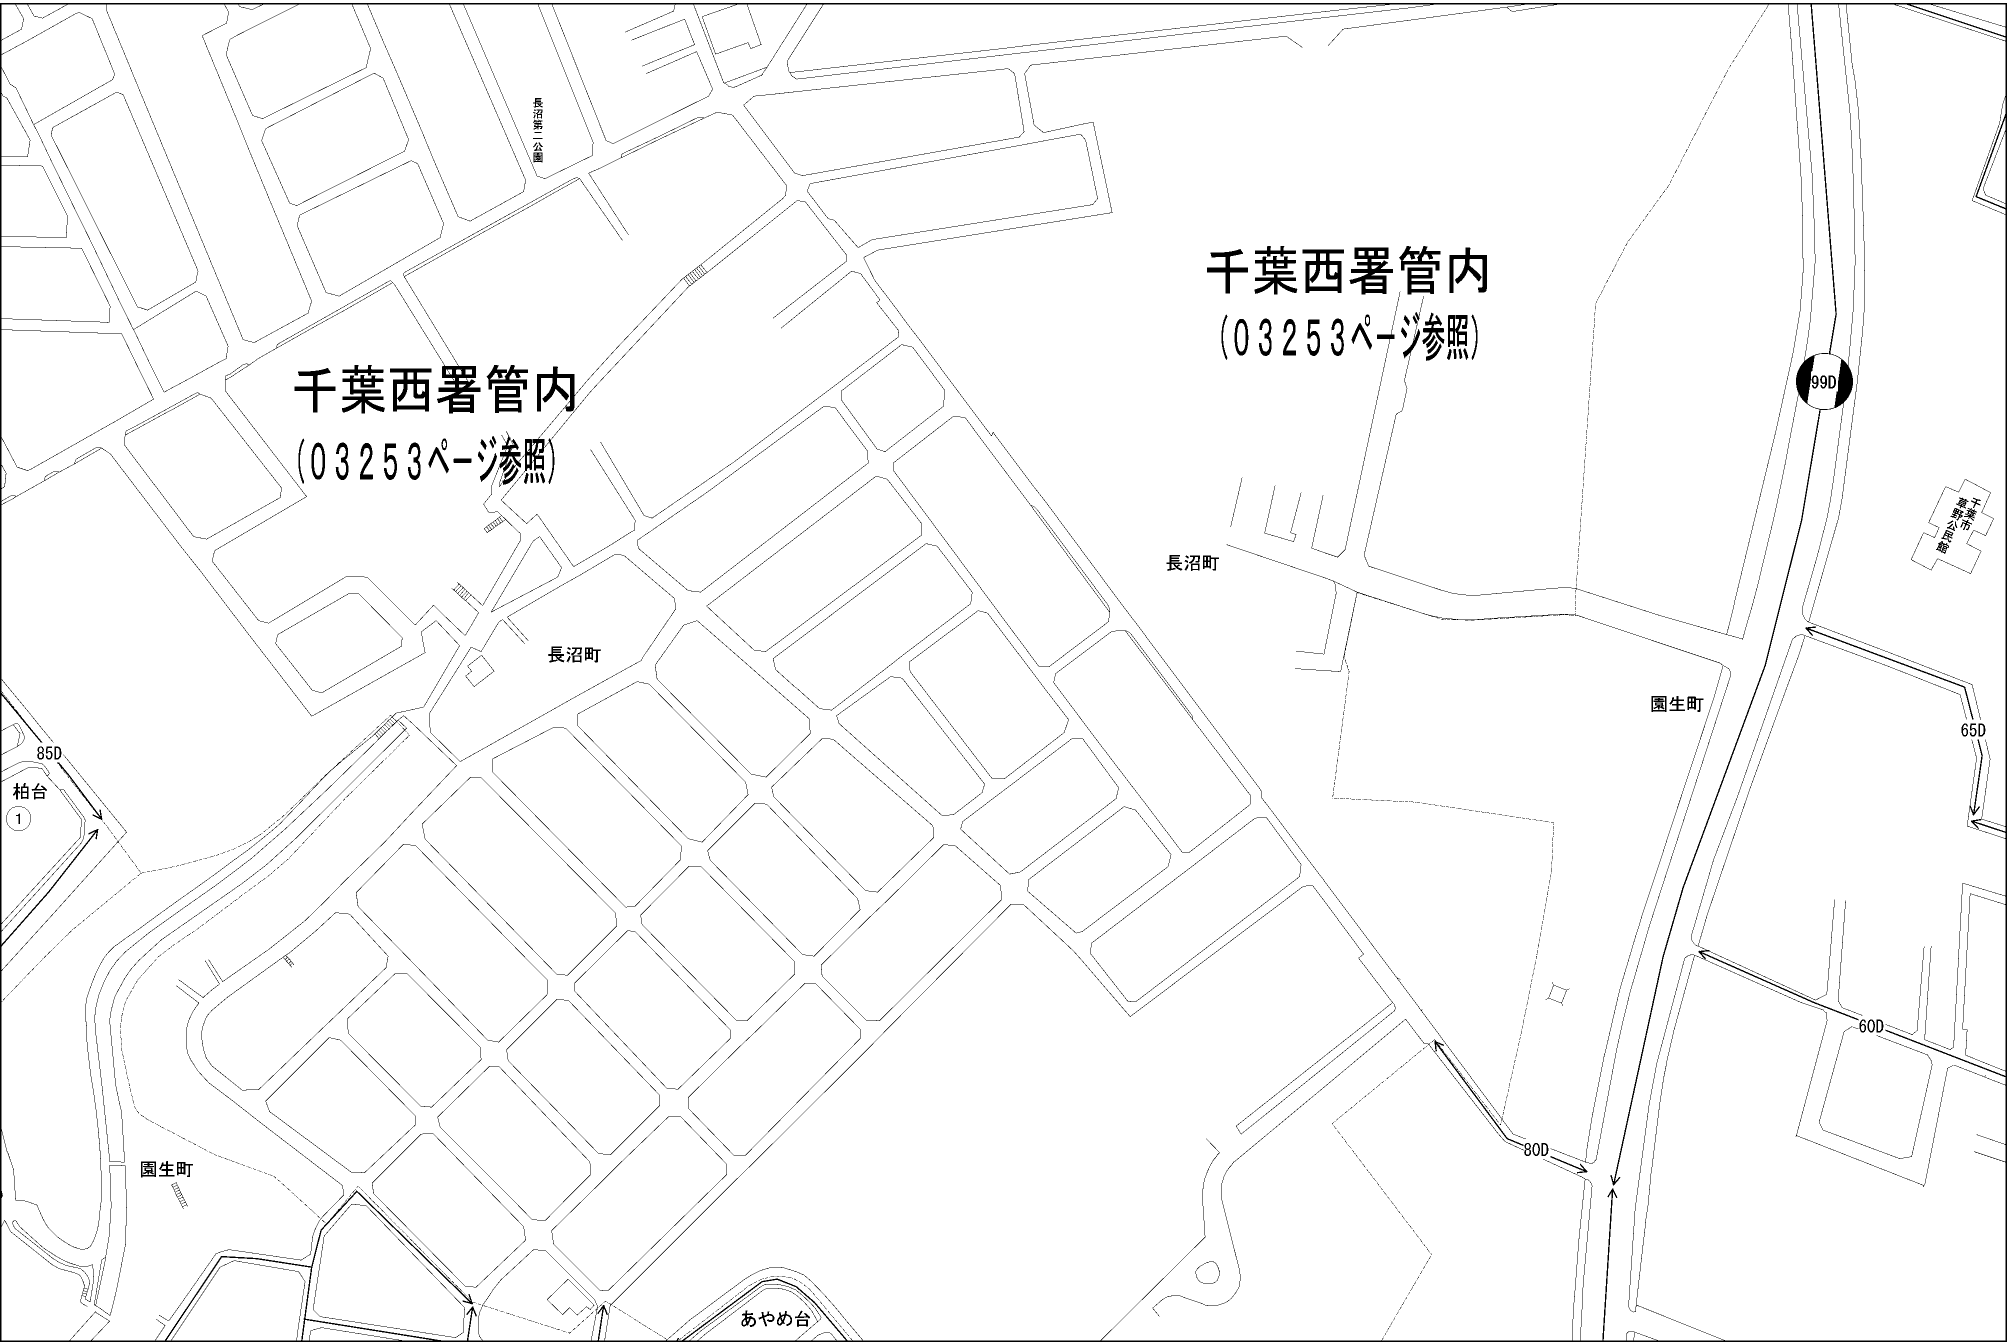 長沼第二公園
千葉西署管内
(03253ページ参照)
千葉西署管内
(03253ページ参照)
99D
千葉市
草野公民館
長沼町
長沼町
園生町
65D
85D
柏台
1
60D
80D
園生町
あやめ台